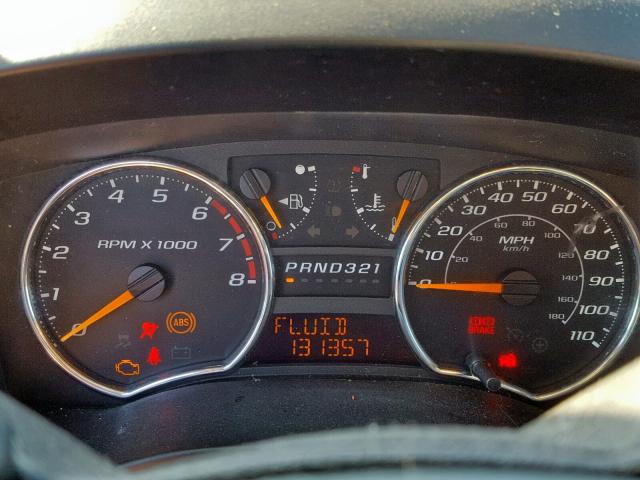 0 1 2 3 4 5 6 7 8
RPM X 1000
ABS
PRND321
FLUID
131357
0 10 20 30 40 50 60 70 80 90 100 110
20 40 60 80 100 120 140 160 180
MPH
km/h
BRAKE